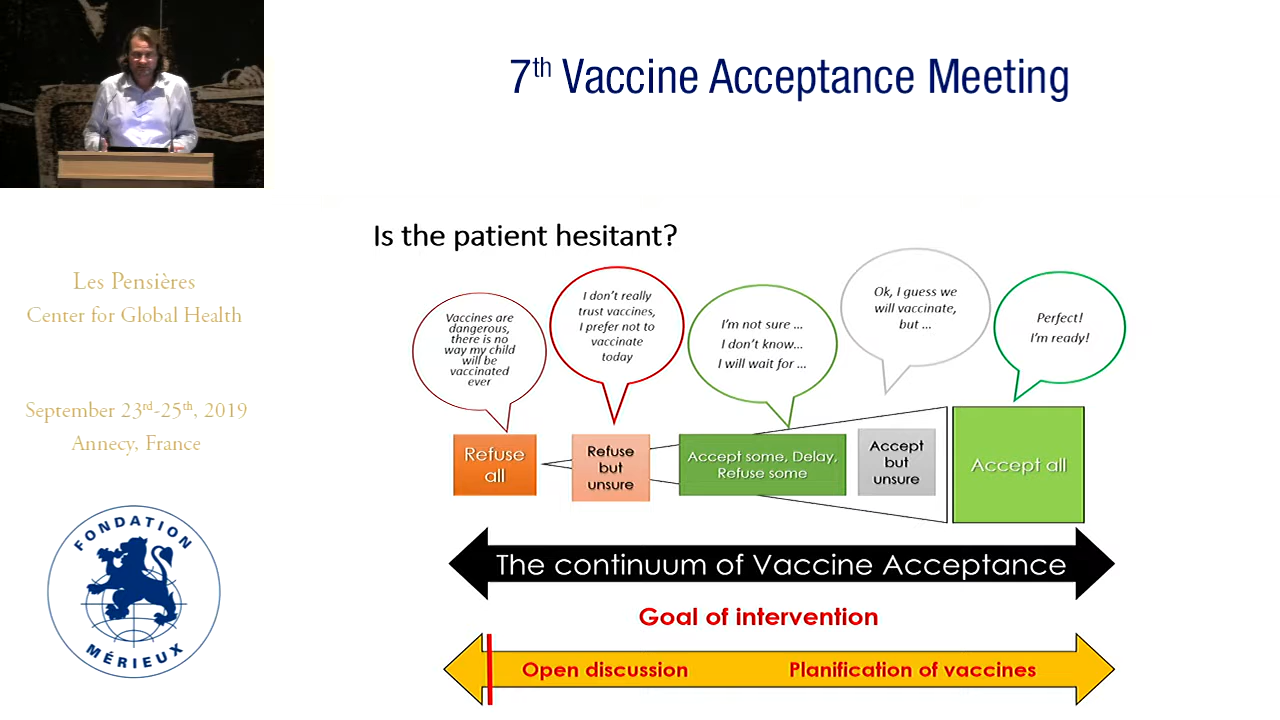 7th Vaccine Acceptance Meeting
Les Pensières
Center for Global Health
September 23rd-25th, 2019
Annecy, France
FONDATION
MÉRIEUX
Is the patient hesitant?
Vaccines are
dangerous,
there is no
way my child
will be
vaccinated
ever
I don't really
trust vaccines,
I prefer not to
vaccinate
today
I'm not sure ...
I don't know...
I will wait for ...
Ok, I guess we
will vaccinate,
but ...
Perfect!
I'm ready!
Refuse
all
Refuse
but
unsure
Accept some, Delay,
Refuse some
Accept
but
unsure
Accept all
The continuum of Vaccine Acceptance
Goal of intervention
Open discussion
Planification of vaccines